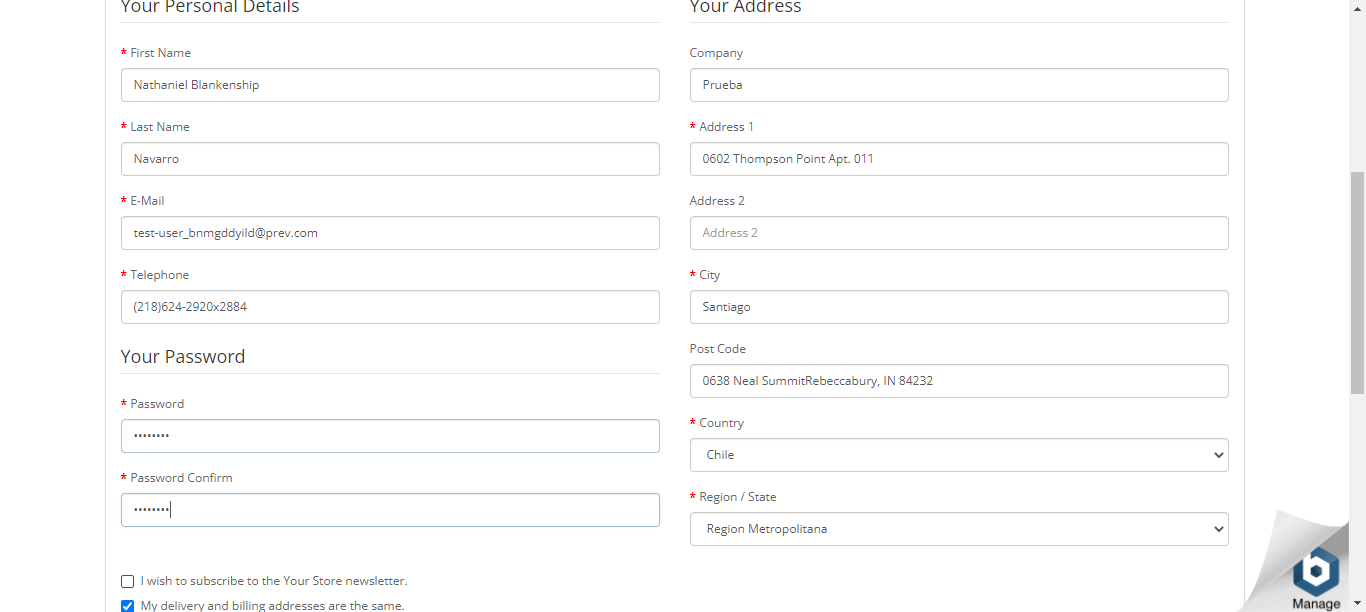 Your Personal Details
* First Name
Nathaniel Blankenship
* Last Name
Navarro
* E-Mail
test-user_bnmgddyild@prev.com
* Telephone
(218)624-2920x2884
Your Password
* Password
••••••••
* Password Confirm
••••••••
I wish to subscribe to the Your Store newsletter.
My delivery and billing addresses are the same.
Your Address
Company
Prueba
* Address 1
0602 Thompson Point Apt. 011
Address 2
Address 2
* City
Santiago
Post Code
0638 Neal SummitRebeccabury, IN 84232
* Country
Chile
* Region / State
Region Metropolitana
b
Manage